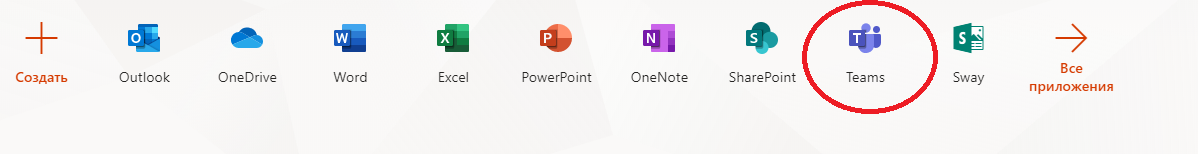 Создать
Outlook
OneDrive
Word
Excel
PowerPoint
OneNote
SharePoint
Teams
Sway
Все
приложения